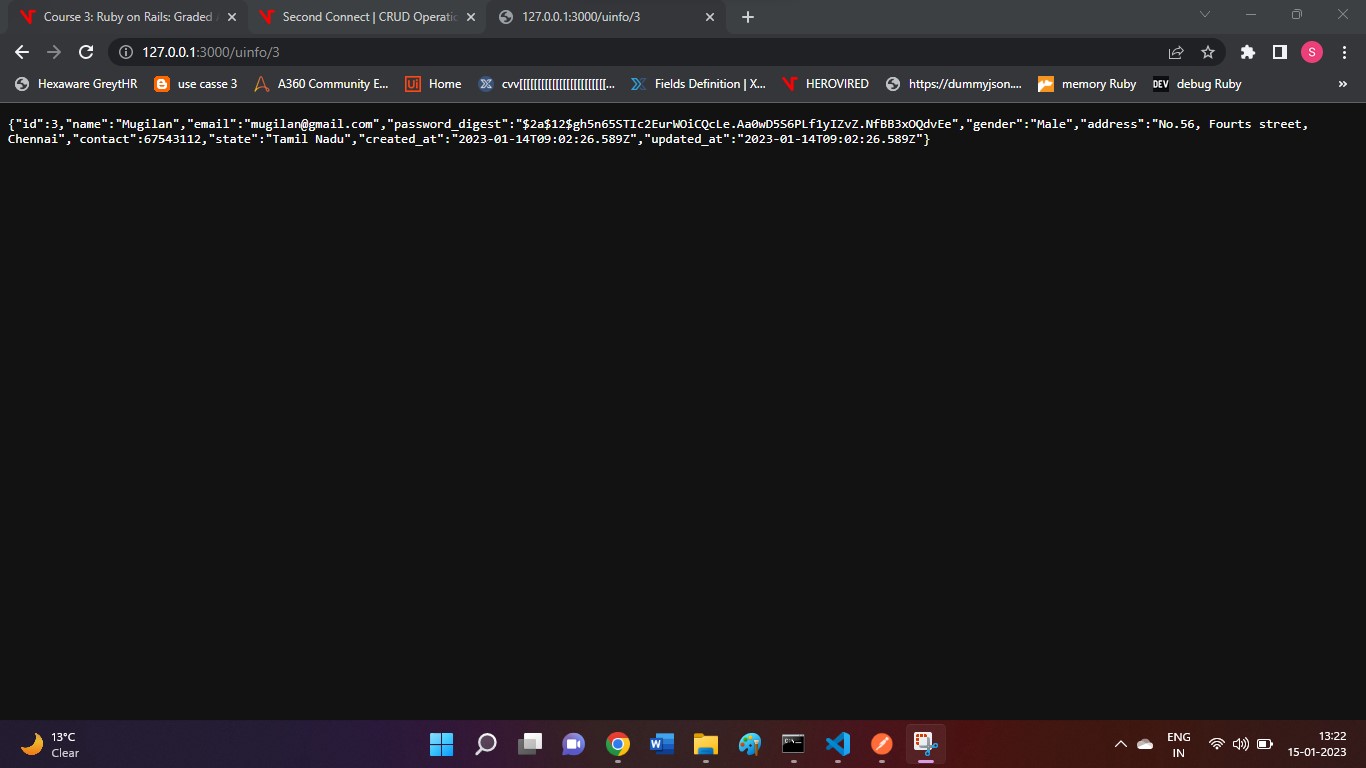 Course 3: Ruby on Rails: Graded
Second Connect | CRUD Operatic
127.0.0.1:3000/uinfo/3
127.0.0.1:3000/uinfo/3
S
Hexaware GreytHR
use casse 3
A360 Community E...
Ui Home
cvv[[[[[[[[[[[[[[[[[[[[[[[[...
Fields Definition | X...
HEROVIRED
https://dummyjson....
memory Ruby
DEV debug Ruby
»
{"id":3,"name":"Mugilan","email":"mugilan@gmail.com","password_digest":"$2a$12$gh5n65STIc2EurWOiCQcLe.Aa0wD5S6PLf1yIZvZ.NfBB3xOQdvEe","gender":"Male","address":"No.56, Fourts street,
Chennai","contact":67543112,"state":"Tamil Nadu","created_at":"2023-01-14T09:02:26.589Z","updated_at":"2023-01-14T09:02:26.589Z"}
13°C
Clear
ENG
IN
13:22
15-01-2023